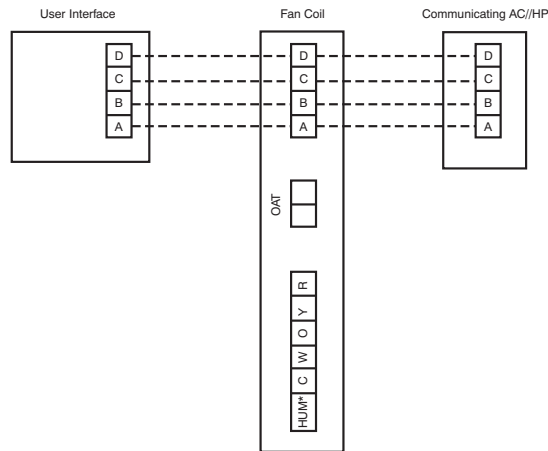 User Interface
Fan Coil
Communicating AC//HP
D
C
B
A
D
C
B
A
D
C
B
A
OAT
R
Y
O
W
C
HUM*